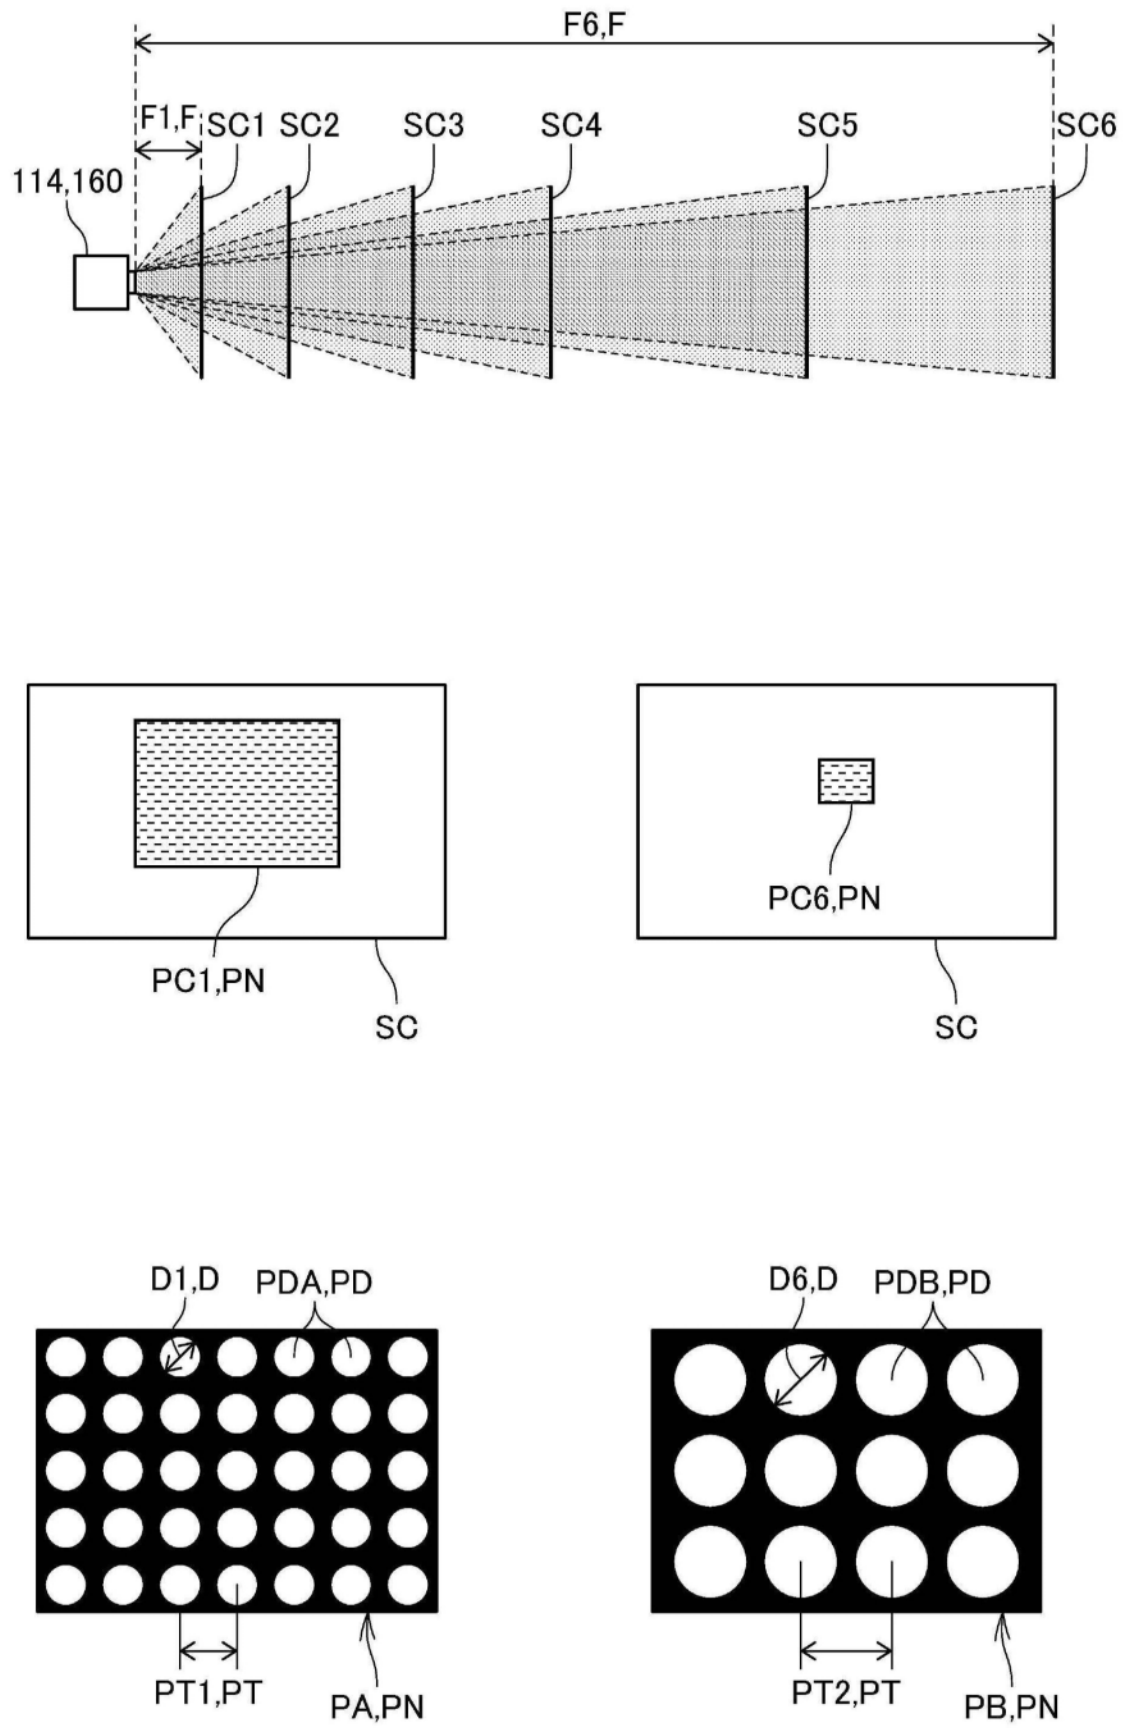 F6,F
F1,F
SC1 SC2 SC3 SC4 SC5 SC6
114,160
PC6,PN
PC1,PN
SC
SC
D1,D PDA,PD
D6,D PDB,PD
PT1,PT
PA,PN
PT2,PT
PB,PN